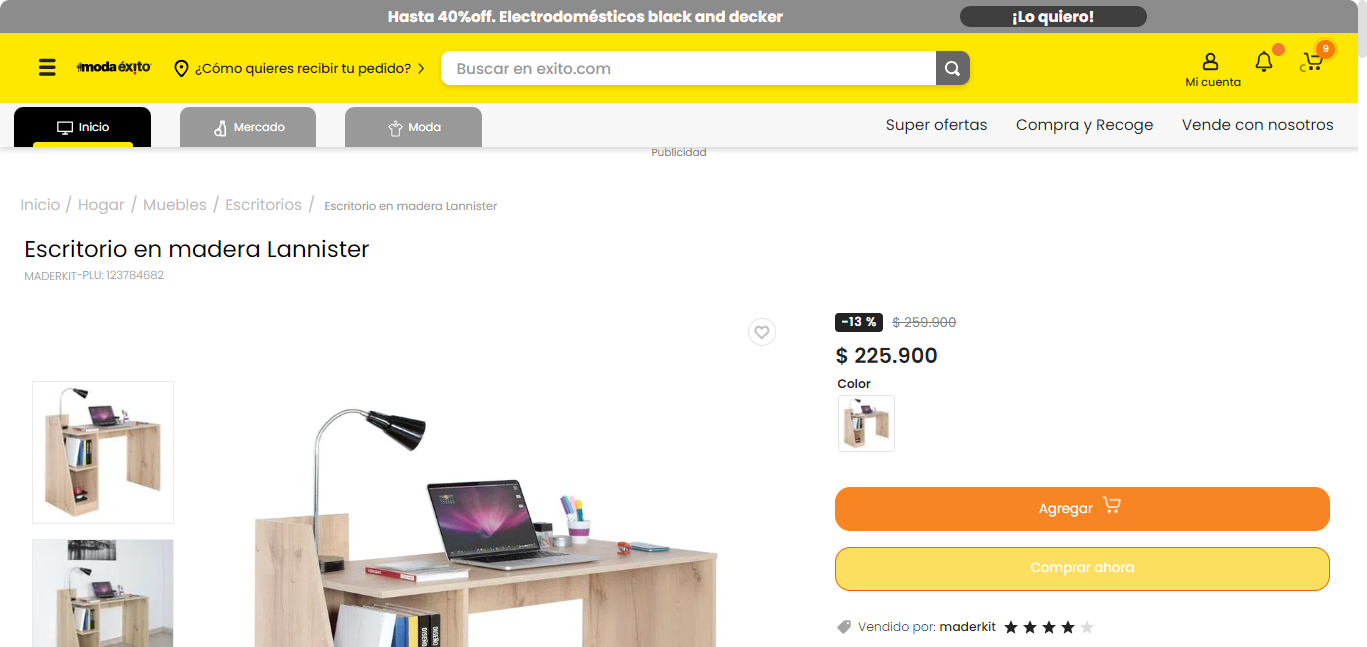 Hasta 40%off. Electrodomésticos black and decker
¡Lo quiero!
#moda éxito
¿Cómo quieres recibir tu pedido?
Buscar en exito.com
Mi cuenta
9
Inicio
Mercado
Moda
Super ofertas
Compra y Recoge
Vende con nosotros
Publicidad
Inicio / Hogar / Muebles / Escritorios / Escritorio en madera Lannister
Escritorio en madera Lannister
MADERKIT-PLU: 123784682
-13 % $ 259.900
$ 225.900
Color
Agregar
Comprar ahora
Vendido por: maderkit
DISEÑO